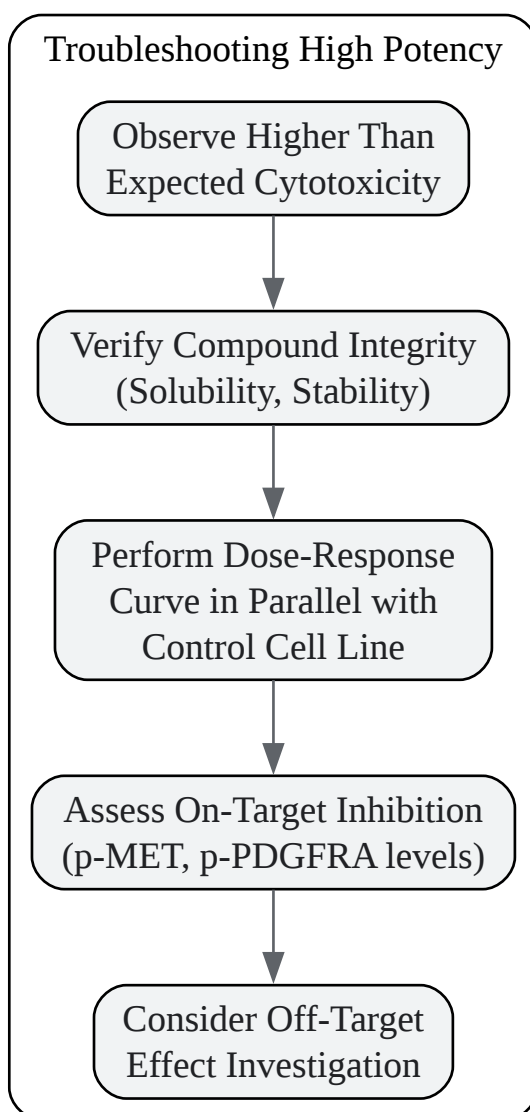 Troubleshooting High Potency
Observe Higher Than
Expected Cytotoxicity
Verify Compound Integrity
(Solubility, Stability)
Perform Dose-Response
Curve in Parallel with
Control Cell Line
Assess On-Target Inhibition
(p-MET, p-PDGFRA levels)
Consider Off-Target
Effect Investigation